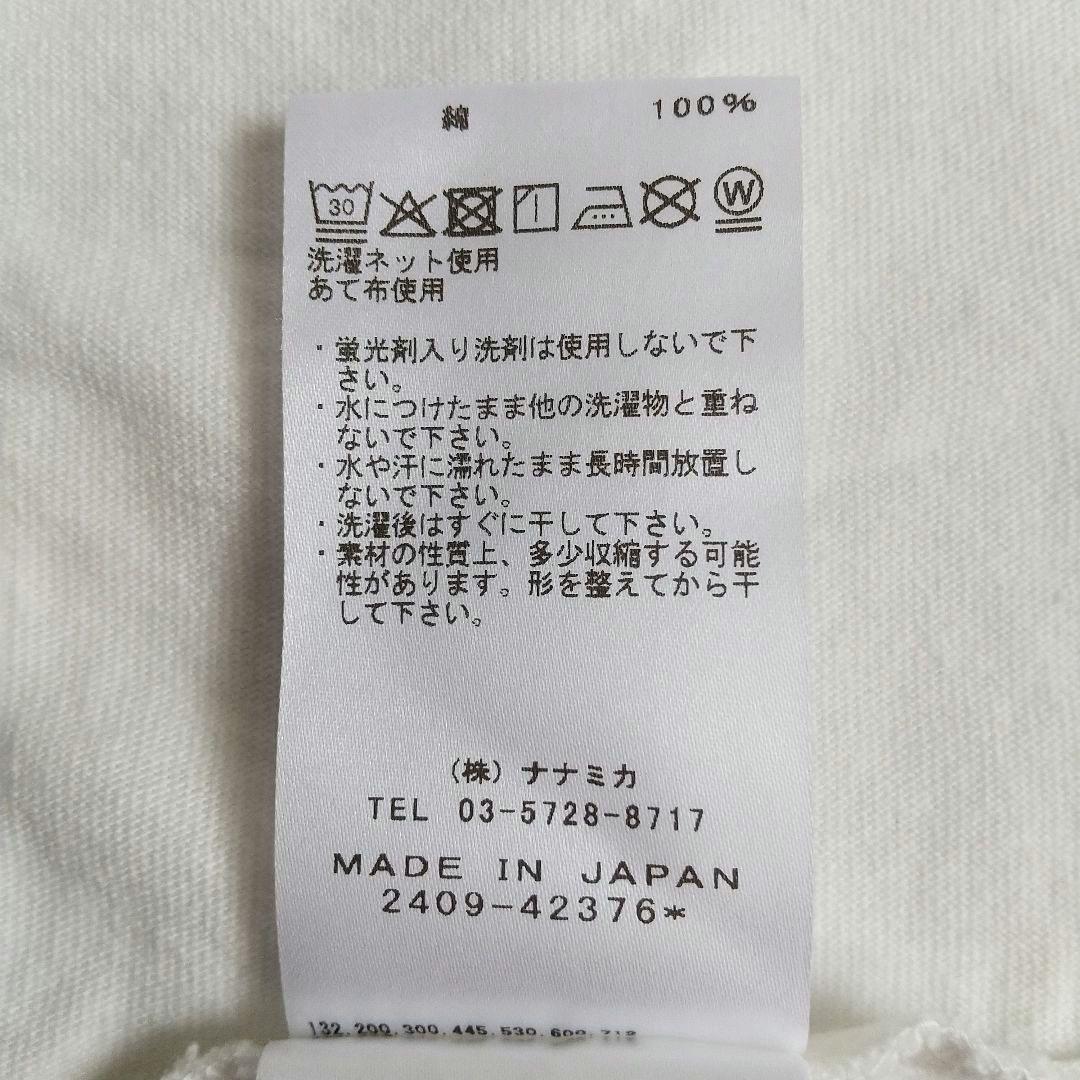 綿 100%
30 W
洗濯ネット使用
あて布使用
・蛍光剤入り洗剤は使用しないで下
さい。
・水につけたまま他の洗濯物と重ね
ないで下さい。
・水や汗に濡れたまま長時間放置し
ないで下さい。
・洗濯後はすぐに干して下さい。
・素材の性質上、多少収縮する可能
性があります。形を整えてから干
して下さい。
(株)ナナミカ
TEL 03-5728-8717
MADE IN JAPAN
2409-42376*
132.200.300.445.530.600.